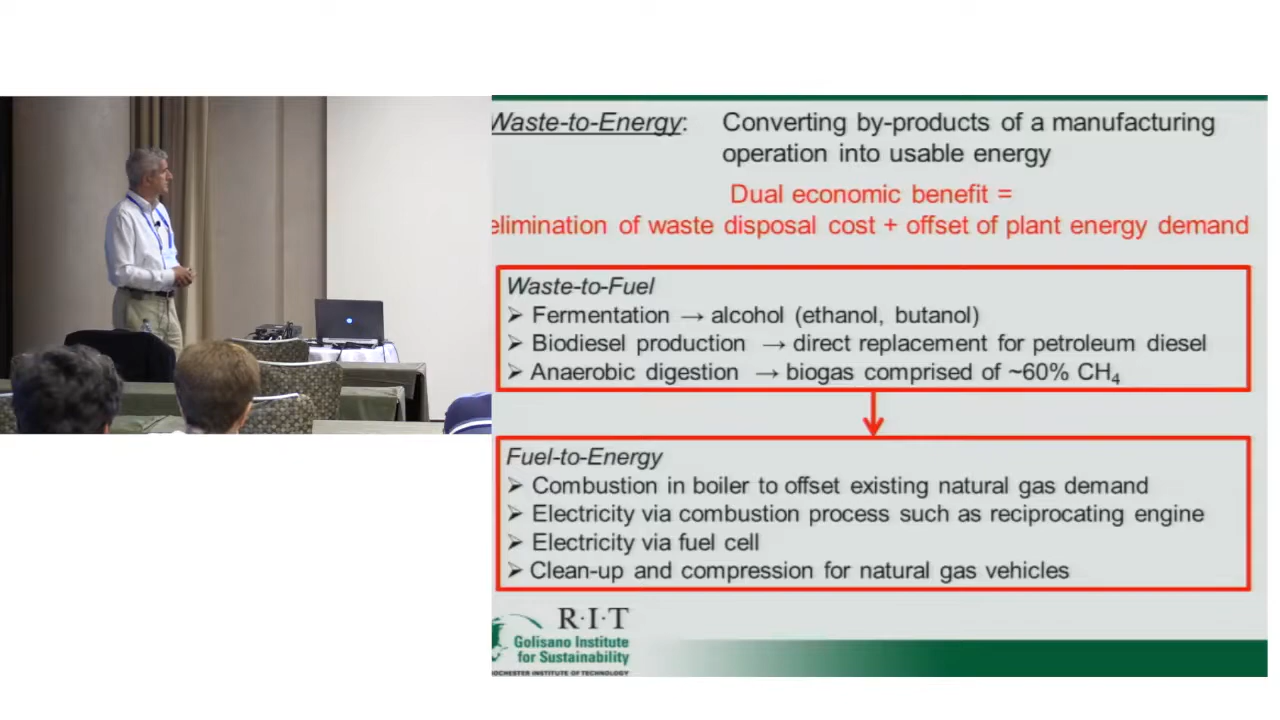 Waste-to-Energy: Converting by-products of a manufacturing
operation into usable energy
Dual economic benefit =
elimination of waste disposal cost + offset of plant energy demand
Waste-to-Fuel
➢ Fermentation → alcohol (ethanol, butanol)
➢ Biodiesel production → direct replacement for petroleum diesel
➢ Anaerobic digestion → biogas comprised of ~60% CH₄
Fuel-to-Energy
➢ Combustion in boiler to offset existing natural gas demand
➢ Electricity via combustion process such as reciprocating engine
➢ Electricity via fuel cell
➢ Clean-up and compression for natural gas vehicles
R·I·T
Golisano Institute
for Sustainability
ROCHESTER INSTITUTE OF TECHNOLOGY